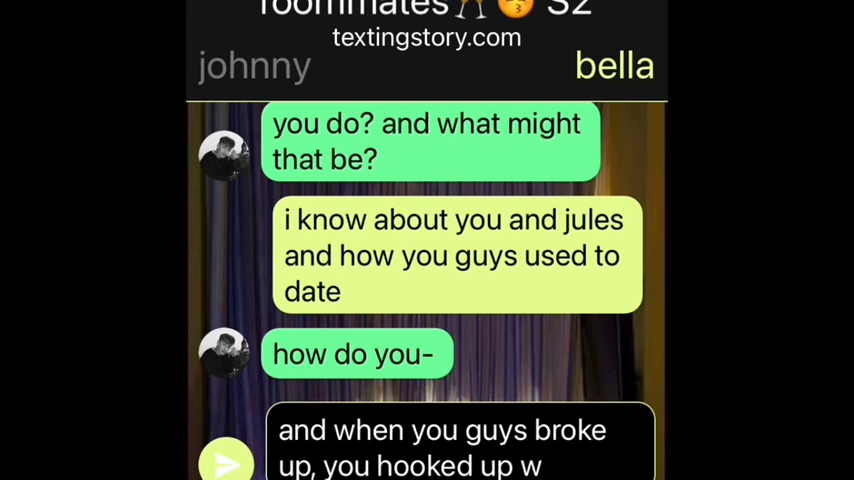 roommates🥂😚 S2
textingstory.com
johnny
bella
you do? and what might
that be?
i know about you and jules
and how you guys used to
date
how do you-
and when you guys broke
up, you hooked up w